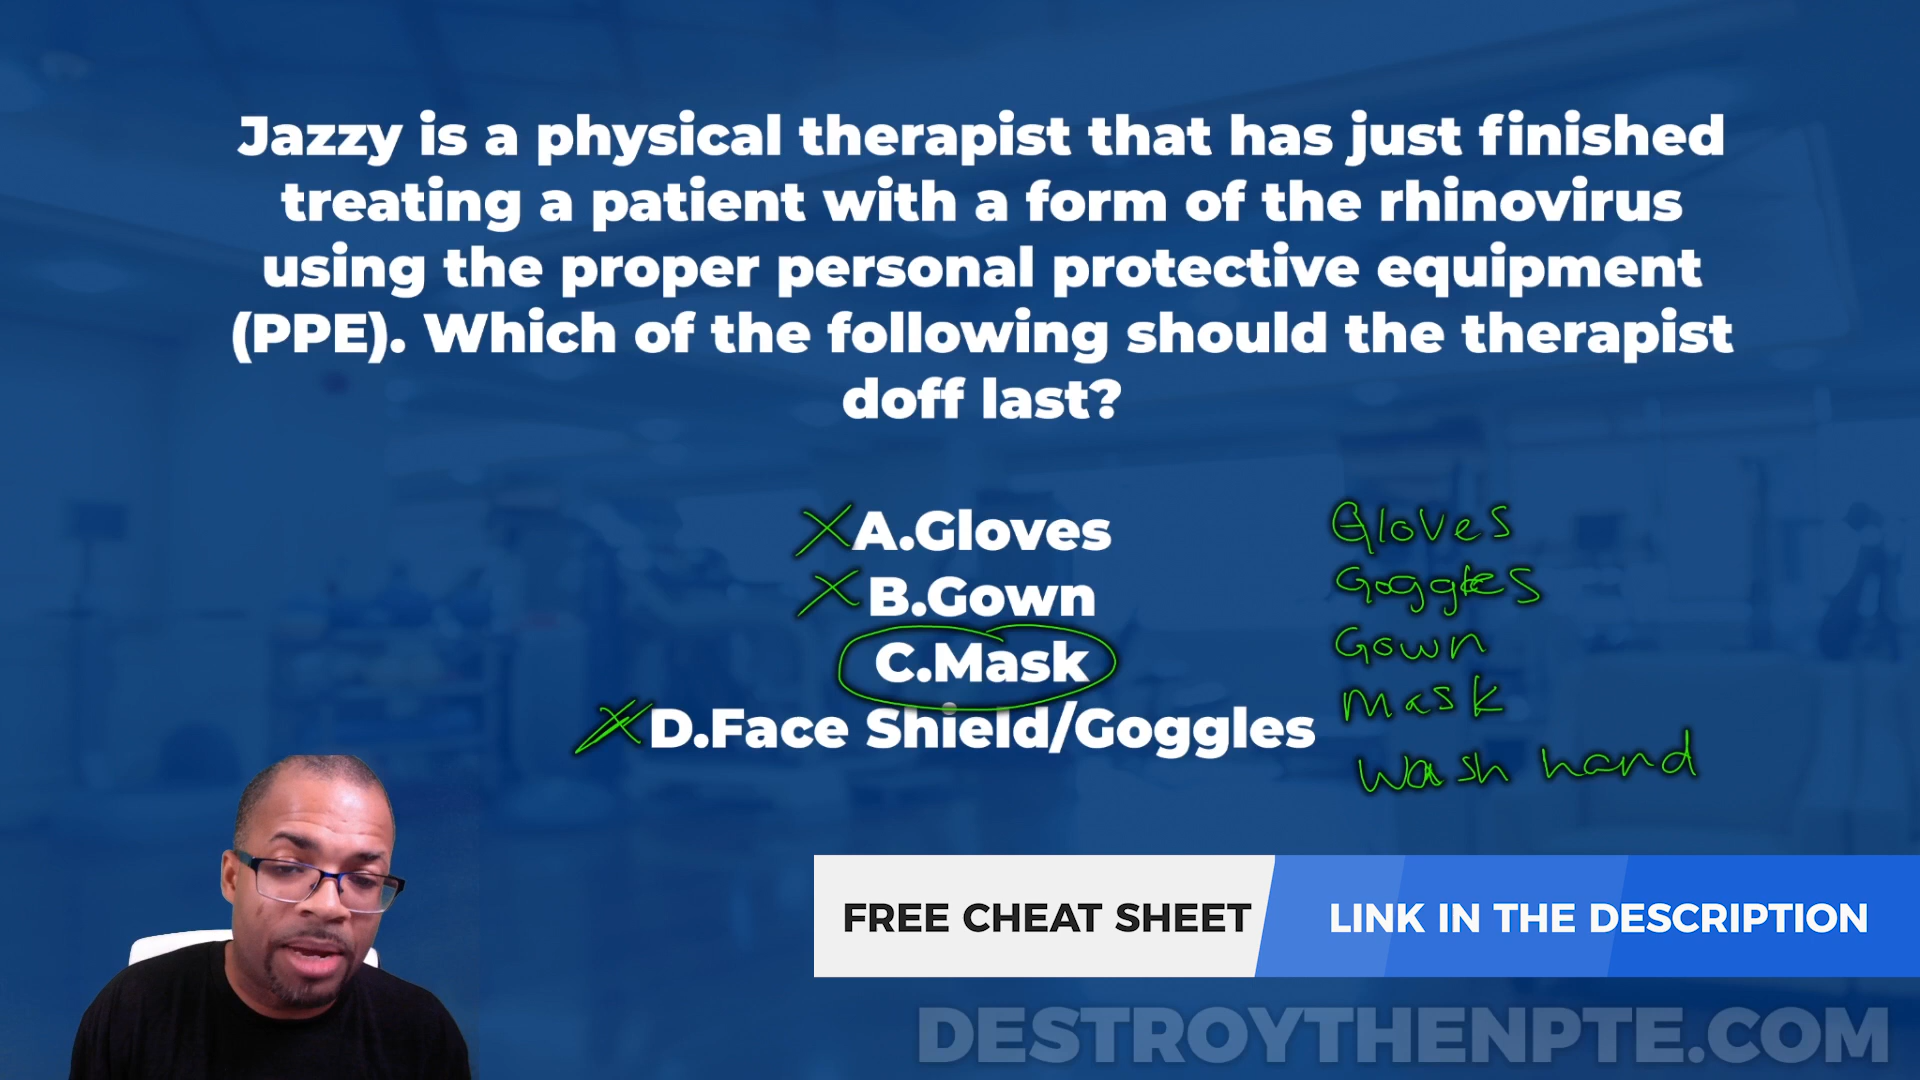 Jazzy is a physical therapist that has just finished
treating a patient with a form of the rhinovirus
using the proper personal protective equipment
(PPE). Which of the following should the therapist
doff last?
A.Gloves
B.Gown
C.Mask
D.Face Shield/Goggles
Gloves
Goggles
Gown
Mask
Wash hand
FREE CHEAT SHEET
LINK IN THE DESCRIPTION
DESTROYTHENPTE.COM